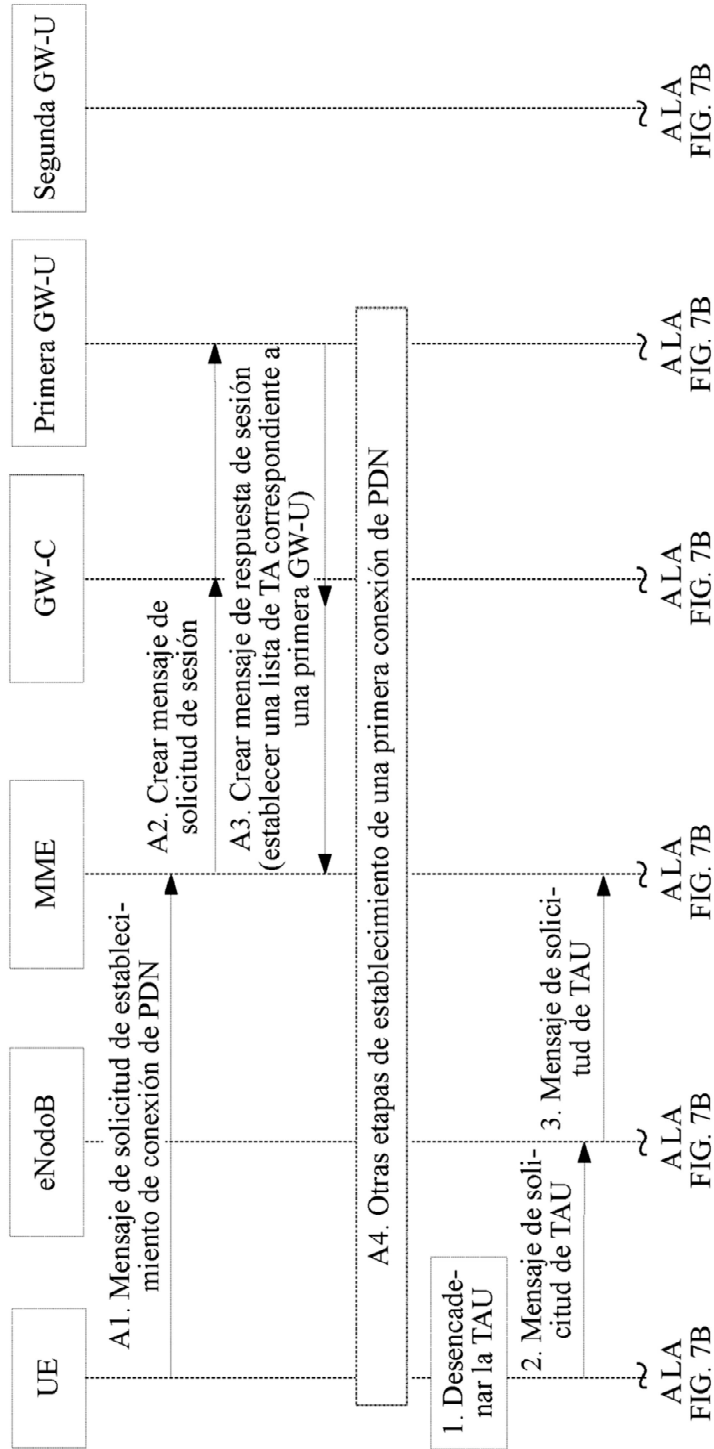 UE
eNodoB
MME
GW-C
Primera GW-U
Segunda GW-U
A1. Mensaje de solicitud de estableci-
miento de conexión de PDN
A2. Crear mensaje de
solicitud de sesión
A3. Crear mensaje de respuesta de sesión
(establecer una lista de TA correspondiente a
una primera GW-U)
A4. Otras etapas de establecimiento de una primera conexión de PDN
1. Desencade-
nar la TAU
2. Mensaje de soli-
citud de TAU
3. Mensaje de solici-
tud de TAU
A LA
FIG. 7B
A LA
FIG. 7B
A LA
FIG. 7B
A LA
FIG. 7B
A LA
FIG. 7B
A LA
FIG. 7B